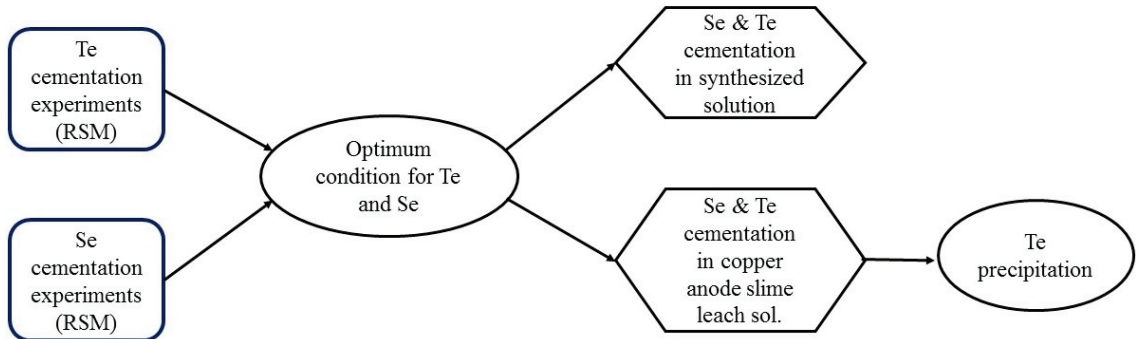 Te
cementation
experiments
(RSM)
Se
cementation
experiments
(RSM)
Optimum
condition for Te
and Se
Se & Te
cementation
in synthesized
solution
Se & Te
cementation
in copper
anode slime
leach sol.
Te
precipitation